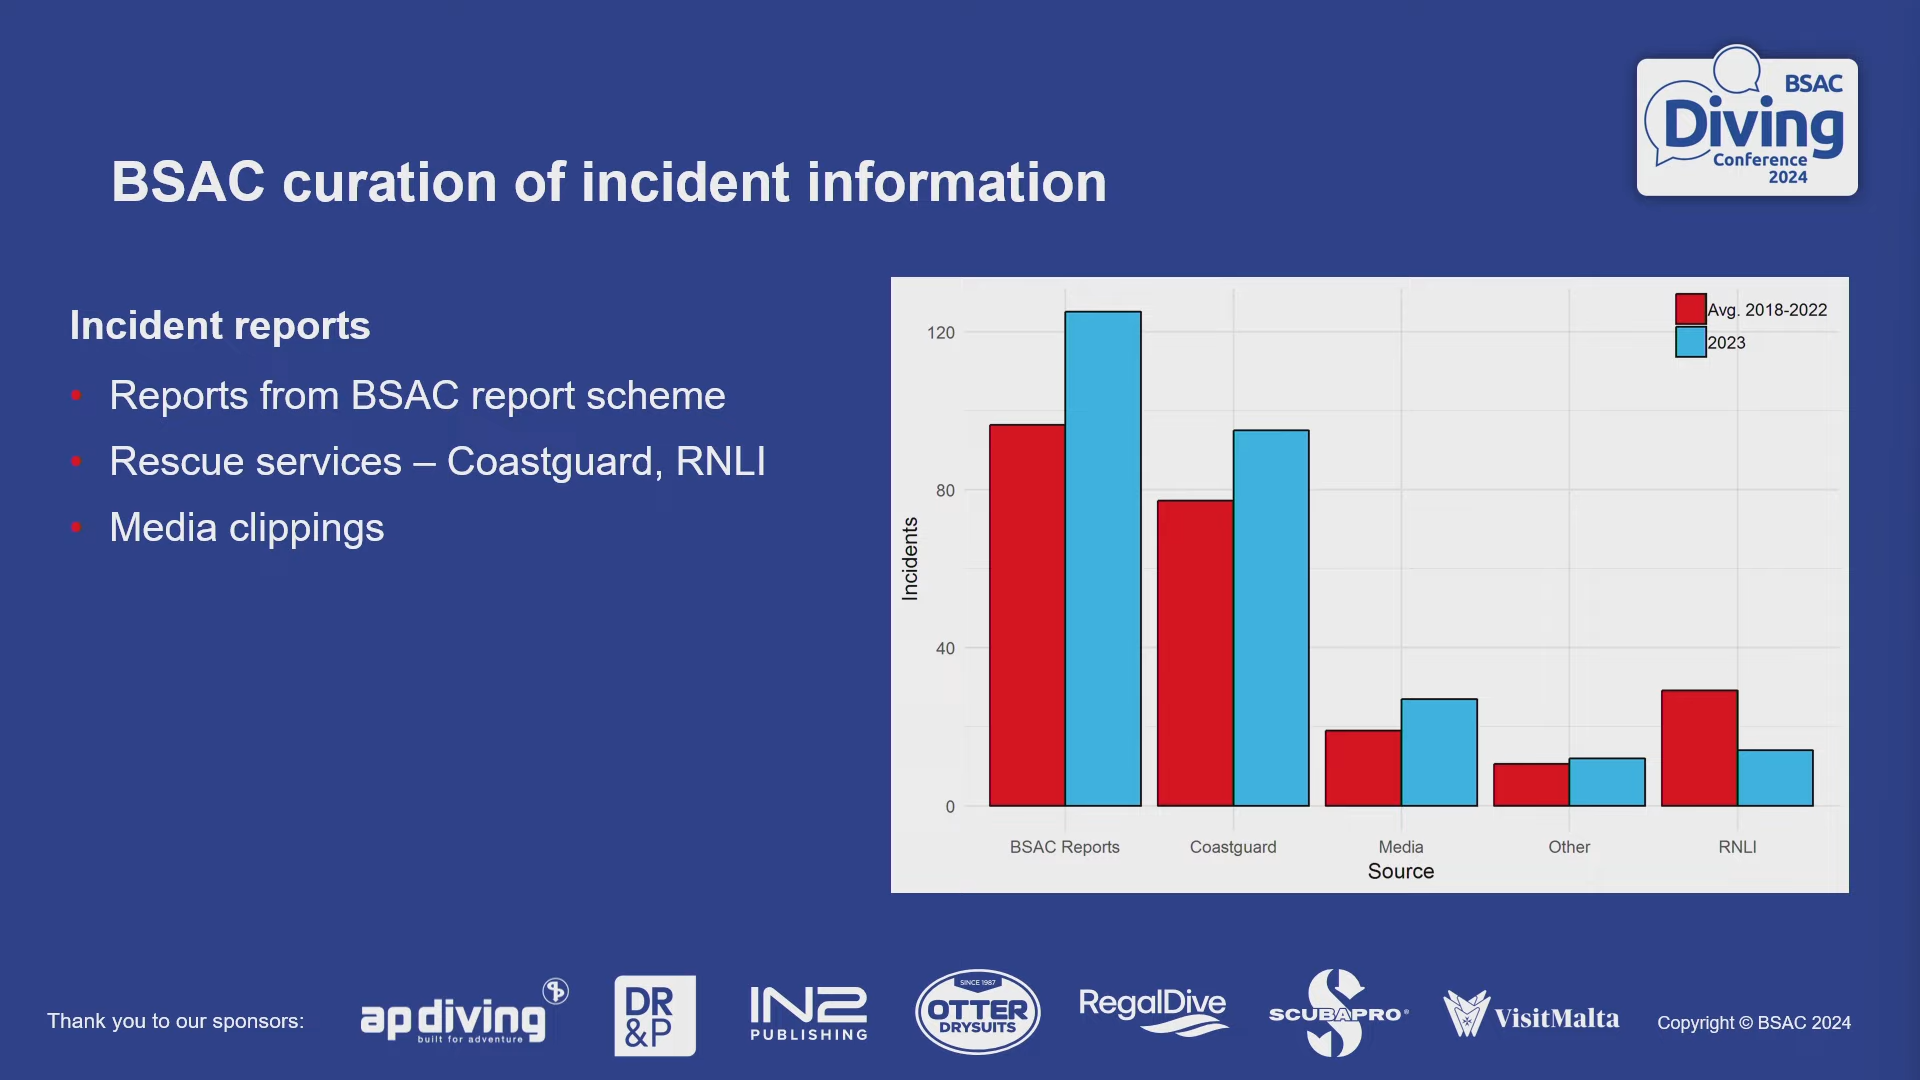 BSAC
Diving
Conference
2024
BSAC curation of incident information
Incident reports
• Reports from BSAC report scheme
• Rescue services – Coastguard, RNLI
• Media clippings
Avg. 2018-2022
2023
120
80
40
0
Incidents
BSAC Reports Coastguard Media Other RNLI
Source
Thank you to our sponsors:
apdiving
built for adventure
DR
&P
IN2
PUBLISHING
SINCE 1987
OTTER
DRYSUITS
RegalDive
SCUBAPRO®
VisitMalta
Copyright © BSAC 2024